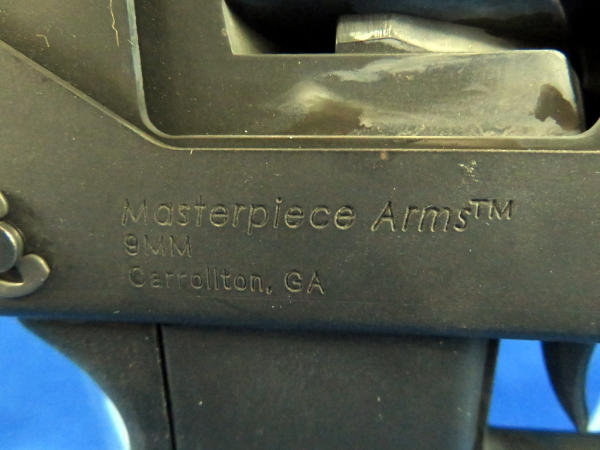 Masterpiece Arms™
9MM
Carrollton, GA